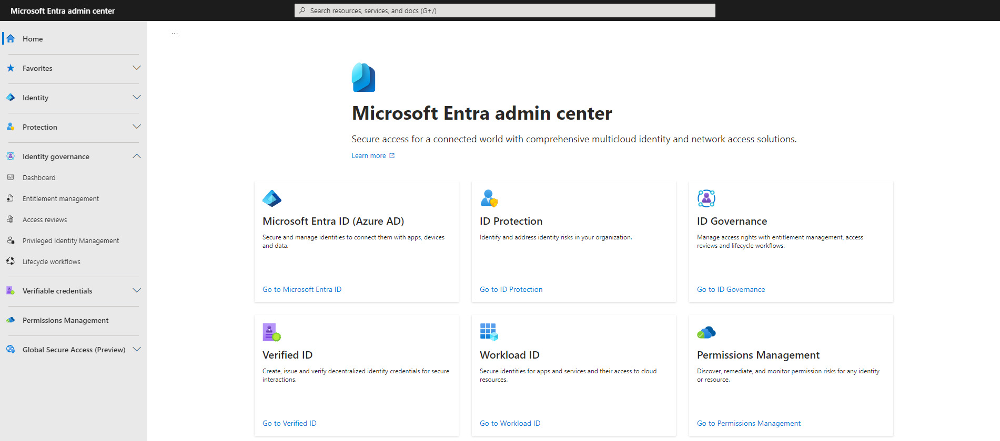 Microsoft Entra admin center
Search resources, services, and docs (G+/)
Home
Favorites
Identity
Protection
Identity governance
Dashboard
Entitlement management
Access reviews
Privileged Identity Management
Lifecycle workflows
Verifiable credentials
Permissions Management
Global Secure Access (Preview)
...
Microsoft Entra admin center
Secure access for a connected world with comprehensive multicloud identity and network access solutions.
Learn more
Microsoft Entra ID (Azure AD)
Secure and manage identities to connect them with apps, devices
and data.
Go to Microsoft Entra ID
ID Protection
Identify and address identity risks in your organization.
Go to ID Protection
ID Governance
Manage access rights with entitlement management, access
reviews and lifecycle workflows.
Go to ID Governance
Verified ID
Create, issue and verify decentralized identity credentials for secure
interactions.
Go to Verified ID
Workload ID
Secure identities for apps and services and their access to cloud
resources.
Go to Workload ID
Permissions Management
Discover, remediate, and monitor permission risks for any identity
or resource.
Go to Permissions Management